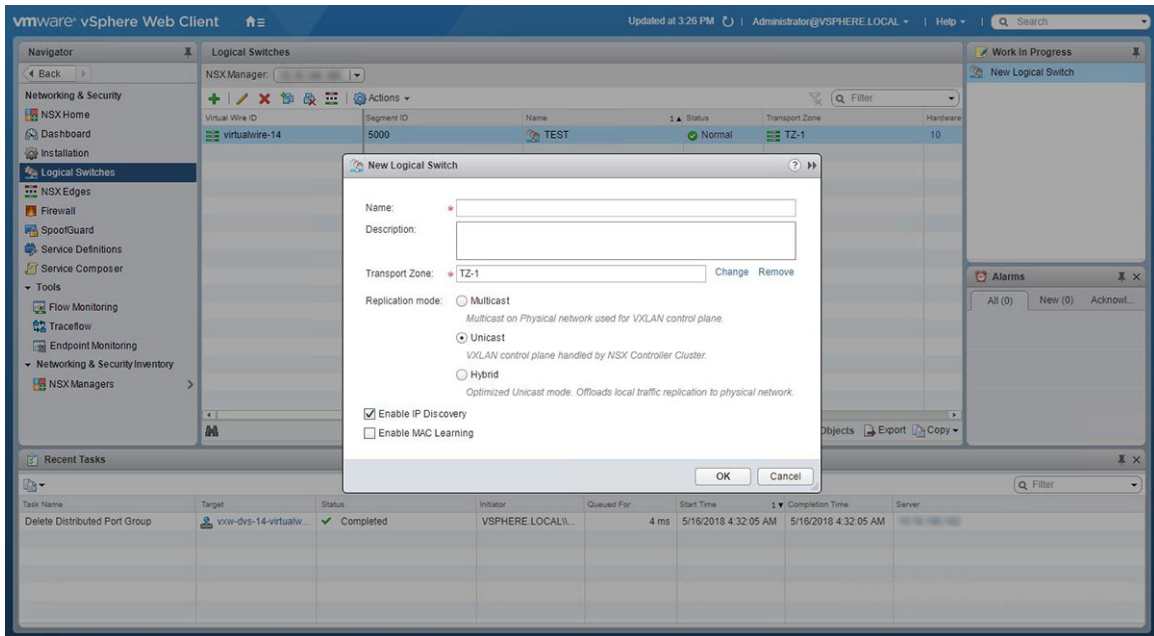 vmware® vSphere Web Client
Updated at 3:26 PM | Administrator@VSPHERE.LOCAL | Help | Search
Navigator
Back
Networking & Security
NSX Home
Dashboard
Installation
Logical Switches
NSX Edges
Firewall
SpoofGuard
Service Definitions
Service Composer
Tools
Flow Monitoring
Traceflow
Endpoint Monitoring
Networking & Security Inventory
NSX Managers
Logical Switches
NSX Manager:
Actions
Filter
Virtual Wire ID Segment ID Name 1 Status Transport Zone Hardware
virtualwire-14 5000 TEST Normal TZ-1 10
Objects Export Copy
New Logical Switch
Name: *
Description:
Transport Zone: * TZ-1 Change Remove
Replication mode: Multicast
Multicast on Physical network used for VXLAN control plane.
Unicast
VXLAN control plane handled by NSX Controller Cluster.
Hybrid
Optimized Unicast mode. Offloads local traffic replication to physical network.
Enable IP Discovery
Enable MAC Learning
OK Cancel
Work In Progress
New Logical Switch
Alarms
All (0) New (0) Acknowl...
Recent Tasks
Filter
Task Name Target Status Initiator Queued For Start Time 1 Completion Time Server
Delete Distributed Port Group vxw-dvs-14-virtualw... Completed VSPHERE.LOCAL\\... 4 ms 5/16/2018 4:32:05 AM 5/16/2018 4:32:05 AM